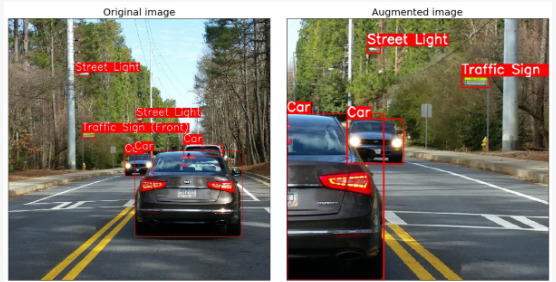 Original image
Street Light
Street Light
Traffic Sign (Front)
Car
Car
Augmented image
Street Light
Traffic Sign
Car
Car